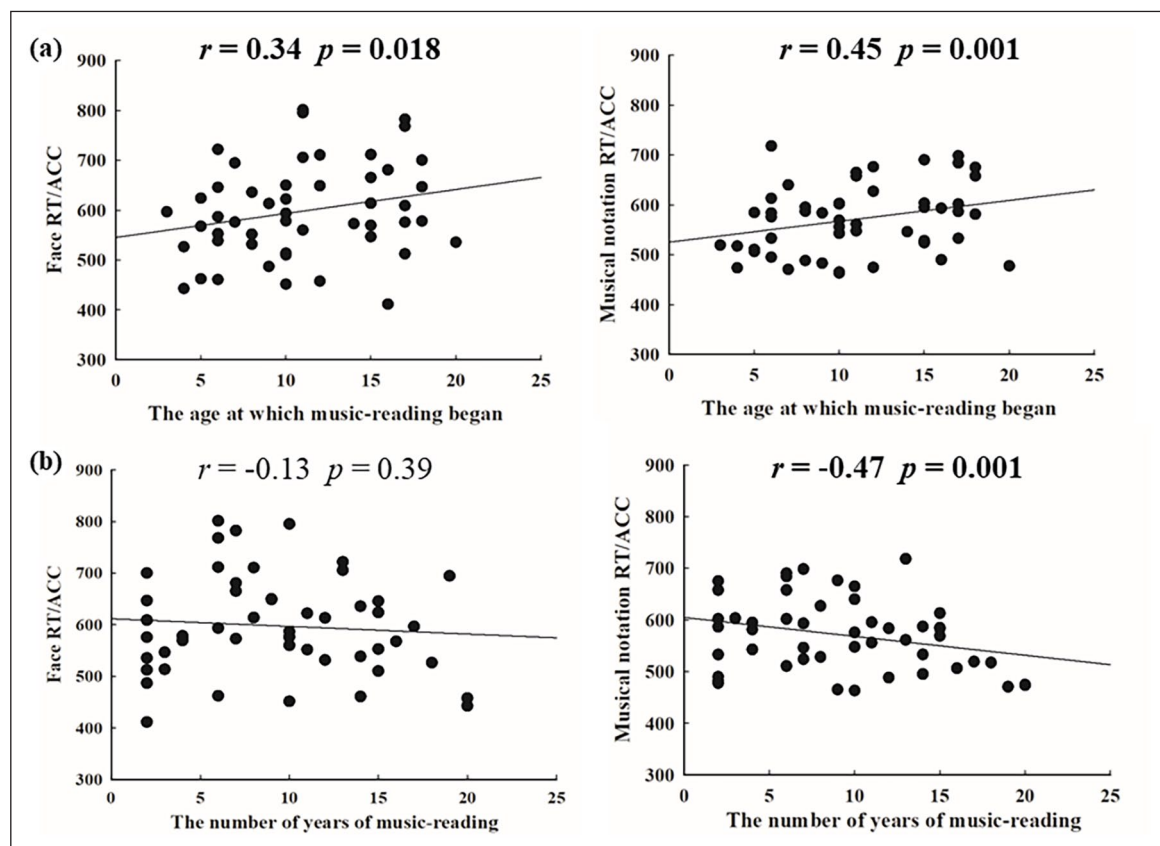 (a)
r = 0.34 p = 0.018
900
800
700
600
500
400
300
Face RT/ACC
0 5 10 15 20 25
The age at which music-reading began
r = 0.45 p = 0.001
900
800
700
600
500
400
300
Musical notation RT/ACC
0 5 10 15 20 25
The age at which music-reading began
(b)
r = -0.13 p = 0.39
900
800
700
600
500
400
300
Face RT/ACC
0 5 10 15 20 25
The number of years of music-reading
r = -0.47 p = 0.001
900
800
700
600
500
400
300
Musical notation RT/ACC
0 5 10 15 20 25
The number of years of music-reading